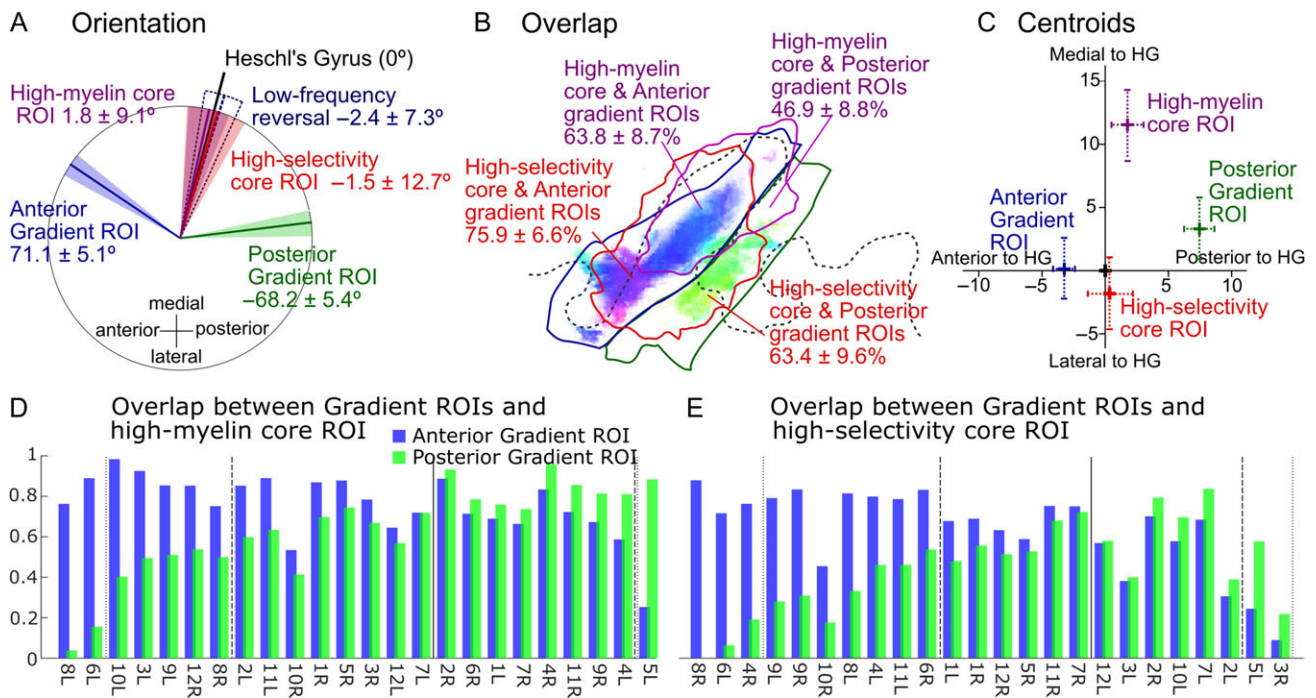 A Orientation
Heschl's Gyrus (0º)
High-myelin core
ROI 1.8 ± 9.1º
Low-frequency
reversal –2.4 ± 7.3º
High-selectivity
core ROI –1.5 ± 12.7º
Anterior
Gradient ROI
71.1 ± 5.1º
Posterior
Gradient ROI
–68.2 ± 5.4º
medial
anterior posterior
lateral
B Overlap
High-myelin
core & Anterior
gradient ROIs
63.8 ± 8.7%
High-myelin
core & Posterior
gradient ROIs
46.9 ± 8.8%
High-selectivity
core & Anterior
gradient ROIs
75.9 ± 6.6%
High-selectivity
core & Posterior
gradient ROIs
63.4 ± 9.6%
C Centroids
Medial to HG
15
10
5
–5
–5
5
10
High-myelin
core ROI
Posterior
Gradient
ROI
Anterior
Gradient ROI
Anterior to HG
Posterior to HG
High-selectivity
core ROI
Lateral to HG
D Overlap between Gradient ROIs and
high-myelin core ROI
Anterior Gradient ROI
Posterior Gradient ROI
1
0.8
0.6
0.4
0.2
0
8L 6L 10L 3L 9L 12R 8R 2L 11L 10R 1R 5R 3R 12L 7L 2R 6R 1L 7R 4R 11R 9R 4L 5L
E Overlap between Gradient ROIs and
high-selectivity core ROI
8R 6L 4R 9L 9R 10R 8L 4L 11L 6R 1L 1R 12R 5R 11R 7R 12L 3L 2R 10L 7L 2L 5L 3R